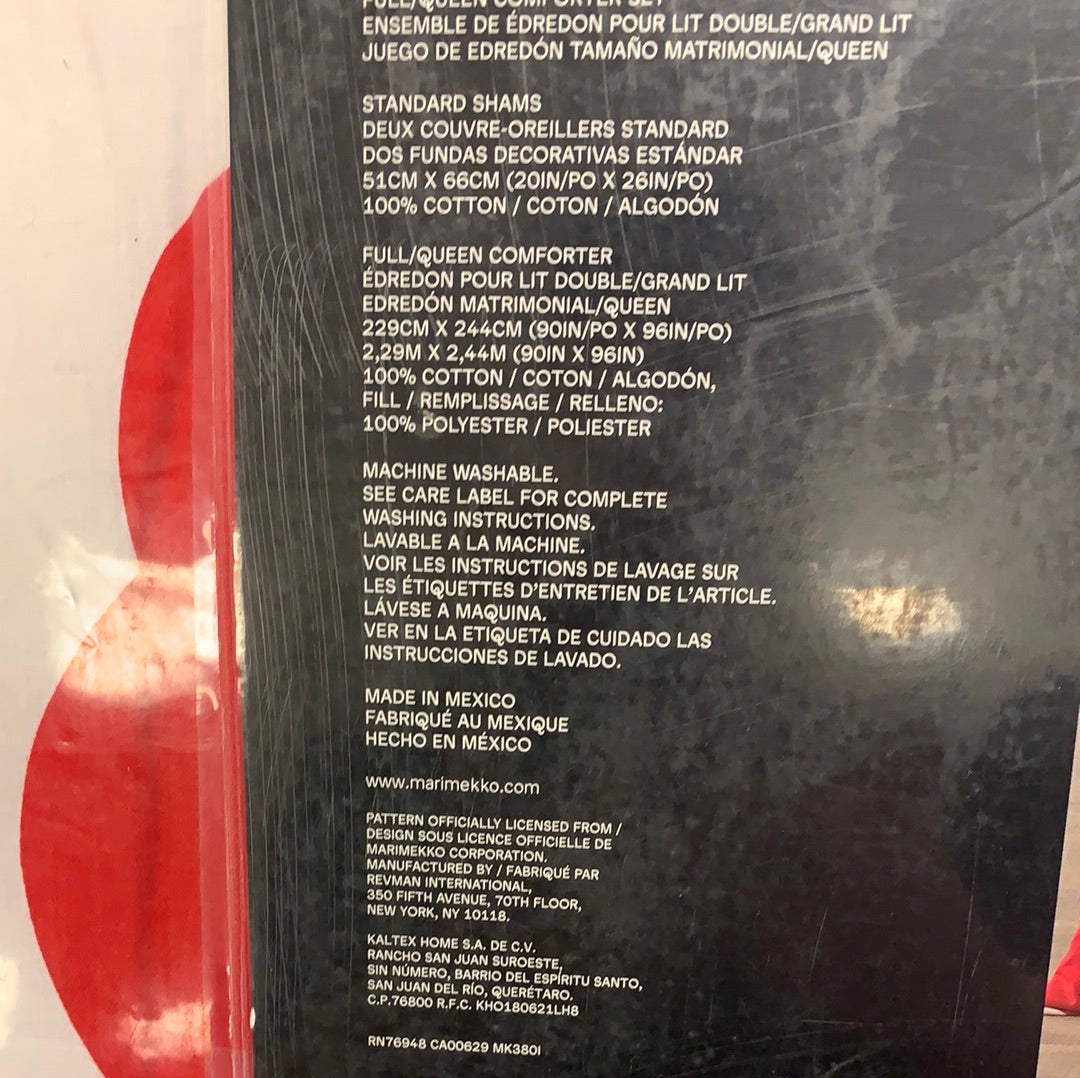 FULL/QUEEN COMFORTER SET
ENSEMBLE DE ÉDREDON POUR LIT DOUBLE/GRAND LIT
JUEGO DE EDREDÓN TAMAÑO MATRIMONIAL/QUEEN
STANDARD SHAMS
DEUX COUVRE-OREILLERS STANDARD
DOS FUNDAS DECORATIVAS ESTÁNDAR
51CM X 66CM (20IN/PO X 26IN/PO)
100% COTTON / COTON / ALGODÓN
FULL/QUEEN COMFORTER
ÉDREDON POUR LIT DOUBLE/GRAND LIT
EDREDÓN MATRIMONIAL/QUEEN
229CM X 244CM (90IN/PO X 96IN/PO)
2,29M X 2,44M (90IN X 96IN)
100% COTTON / COTON / ALGODÓN,
FILL / REMPLISSAGE / RELLENO:
100% POLYESTER / POLIESTER
MACHINE WASHABLE.
SEE CARE LABEL FOR COMPLETE
WASHING INSTRUCTIONS.
LAVABLE A LA MACHINE.
VOIR LES INSTRUCTIONS DE LAVAGE SUR
LES ÉTIQUETTES D'ENTRETIEN DE L'ARTICLE.
LÁVESE A MAQUINA.
VER EN LA ETIQUETA DE CUIDADO LAS
INSTRUCCIONES DE LAVADO.
MADE IN MEXICO
FABRIQUÉ AU MEXIQUE
HECHO EN MÉXICO
www.marimekko.com
PATTERN OFFICIALLY LICENSED FROM /
DESIGN SOUS LICENCE OFFICIELLE DE
MARIMEKKO CORPORATION.
MANUFACTURED BY / FABRIQUÉ PAR
REVMAN INTERNATIONAL,
350 FIFTH AVENUE, 70TH FLOOR,
NEW YORK, NY 10118.
KALTEX HOME S.A. DE C.V.
RANCHO SAN JUAN SUROESTE,
SIN NÚMERO, BARRIO DEL ESPÍRITU SANTO,
SAN JUAN DEL RÍO, QUERÉTARO.
C.P.76800 R.F.C. KHO180621LH8
RN76948 CA00629 MK380I